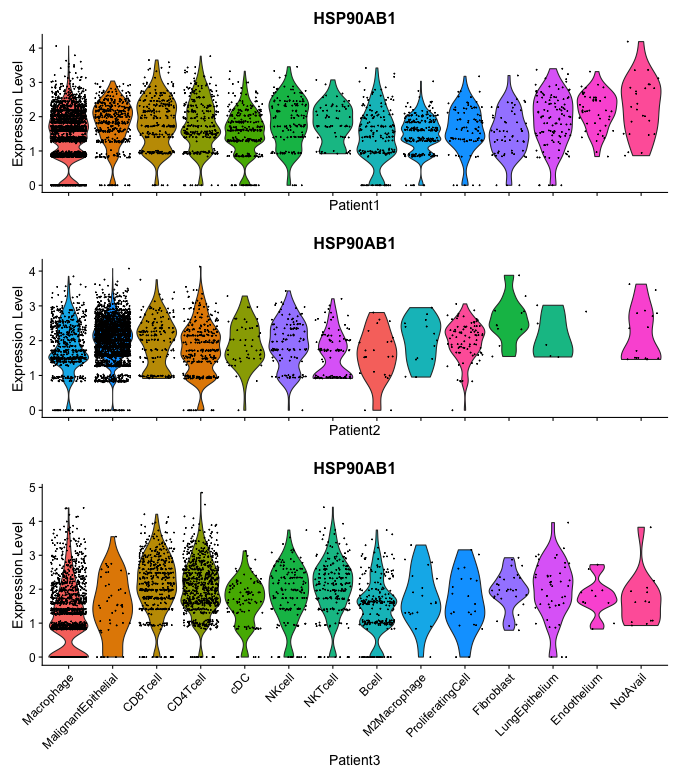 HSP90AB1
Expression Level
4
3
2
1
0
Patient1
HSP90AB1
Expression Level
4
3
2
1
0
Patient2
HSP90AB1
Expression Level
5
4
3
2
1
0
Macrophage
MalignantEpithelial
CD8Tcell
CD4Tcell
cDC
NKcell
NKTcell
Bcell
M2Macrophage
ProliferatingCell
Fibroblast
LungEpithelium
Endothelium
NotAvail
Patient3